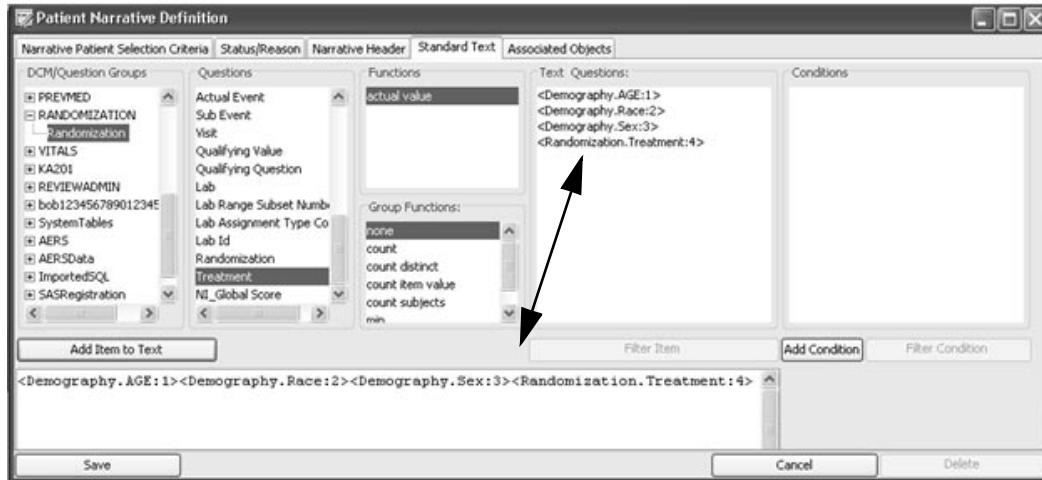 Patient Narrative Definition
Narrative Patient Selection Criteria Status/Reason Narrative Header Standard Text Associated Objects
DCM/Question Groups
PREVMED
RANDOMIZATION
Randomization
VITALS
KA201
REVIEWADMIN
bob123456789012345
SystemTables
AERS
AERSData
ImportedSQL
SASRegistration
Questions
Actual Event
Sub Event
Visit
Qualifying Value
Qualifying Question
Lab
Lab Range Subset Numb
Lab Assignment Type Co
Lab Id
Randomization
Treatment
NI_Global Score
Functions
actual value
Group Functions:
none
count
count distinct
count item value
count subjects
min
Text Questions:
<Demography.AGE:1>
<Demography.Race:2>
<Demography.Sex:3>
<Randomization.Treatment:4>
Conditions
Add Item to Text
Filter Item
Add Condition
Filter Condition
<Demography.AGE:1><Demography.Race:2><Demography.Sex:3><Randomization.Treatment:4>
Save
Cancel
Delete